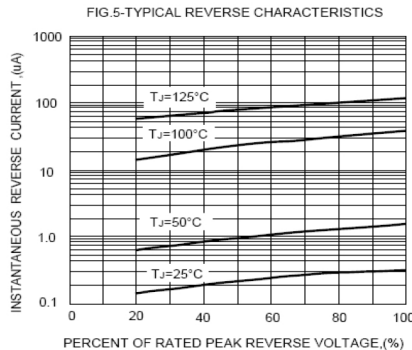 FIG.5-TYPICAL REVERSE CHARACTERISTICS
INSTANTANEOUS REVERSE CURRENT ,(uA)
1000
100
10
1.0
0.1
TJ=125°C
TJ=100°C
TJ=50°C
TJ=25°C
0 20 40 60 80 100
PERCENT OF RATED PEAK REVERSE VOLTAGE,(%)